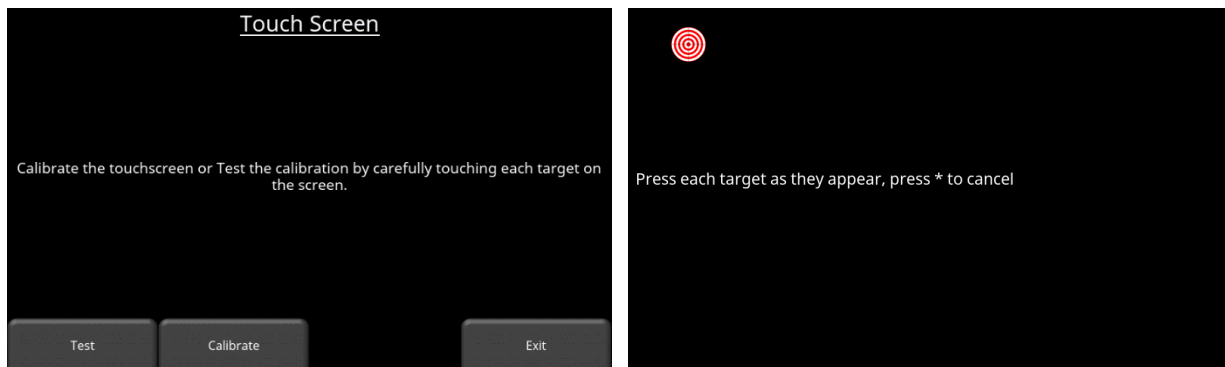 Touch Screen
Calibrate the touchscreen or Test the calibration by carefully touching each target on
the screen.
Test
Calibrate
Exit
Press each target as they appear, press * to cancel